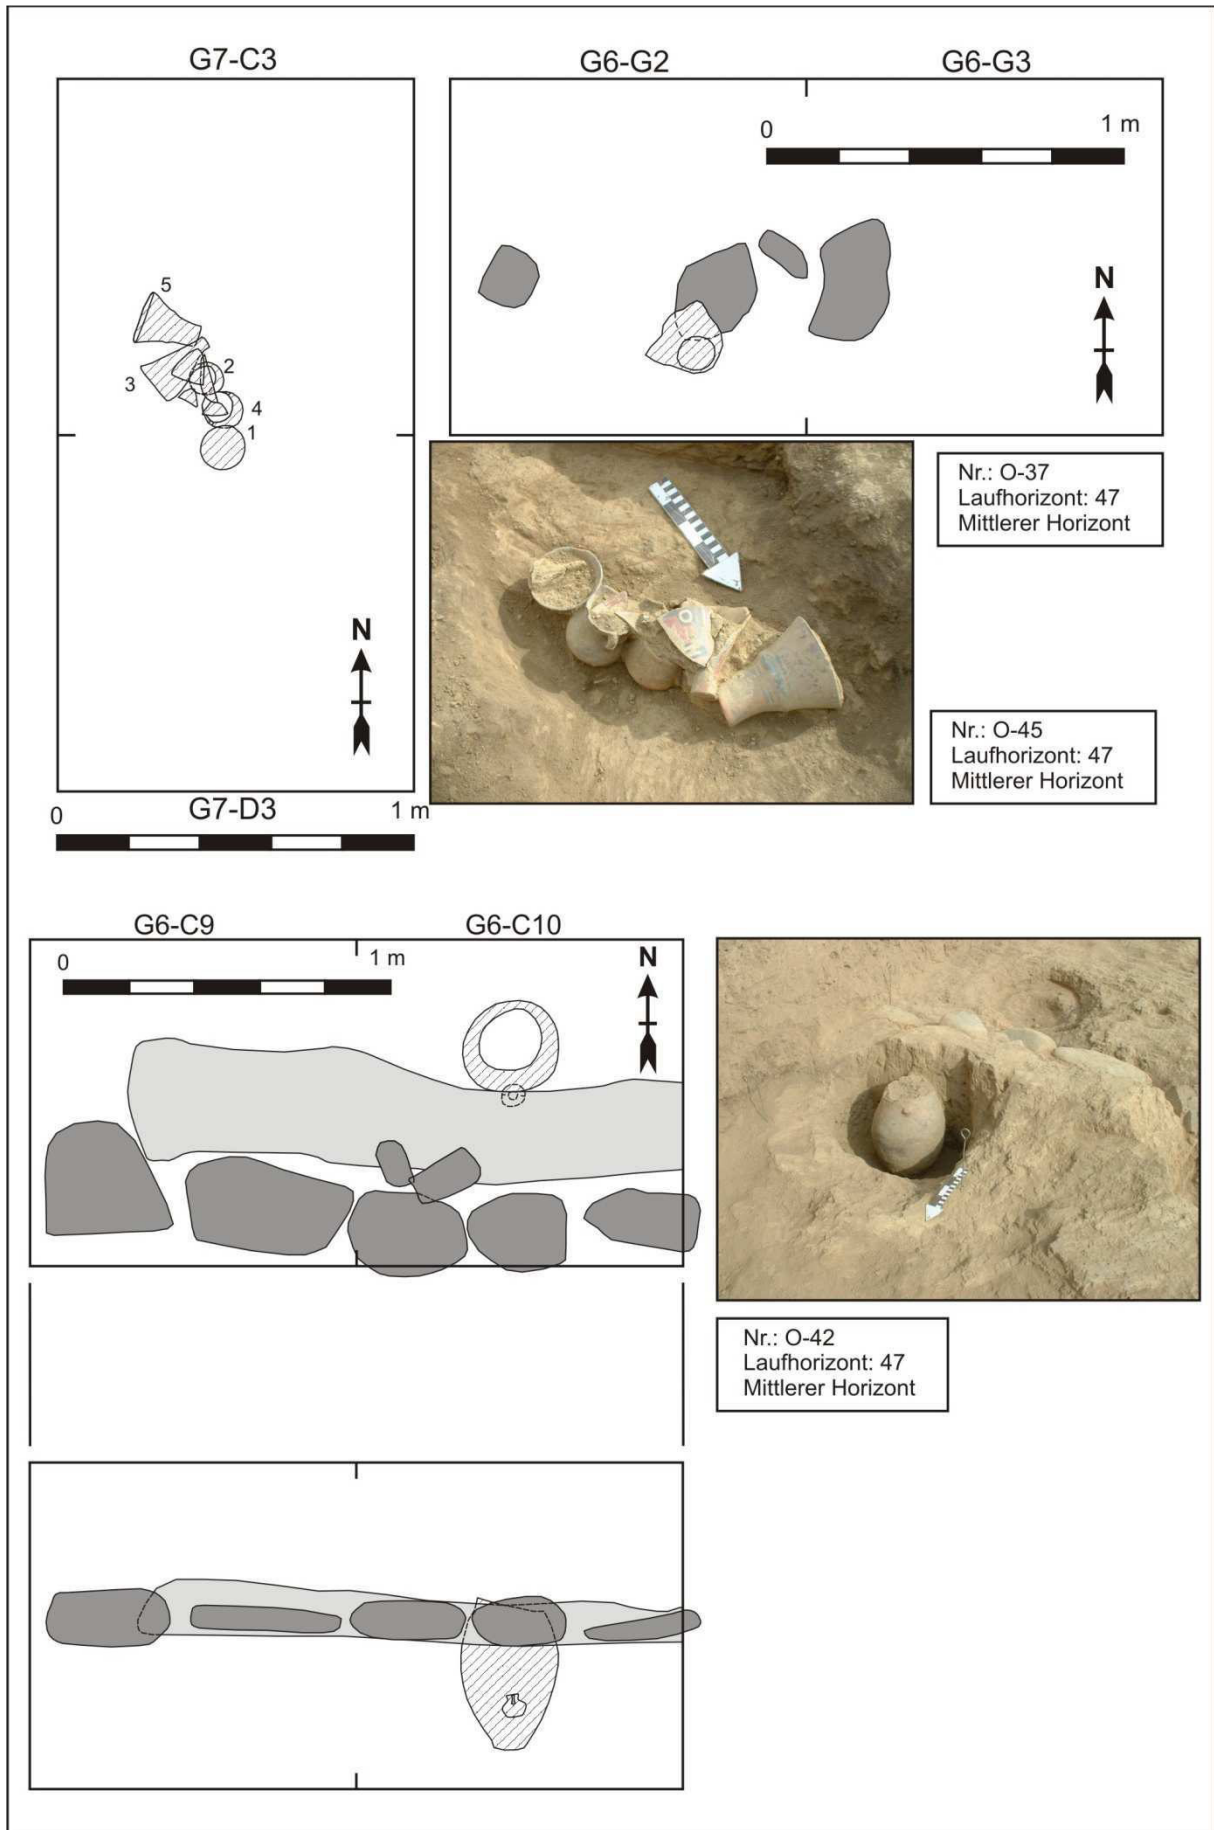 G7-C3
5
2
3
4
1
N
G7-D3
0
1 m
G6-G2
G6-G3
0
1 m
N
Nr.: O-37
Laufhorizont: 47
Mittlerer Horizont
Nr.: O-45
Laufhorizont: 47
Mittlerer Horizont
G6-C9
G6-C10
0
1 m
N
Nr.: O-42
Laufhorizont: 47
Mittlerer Horizont